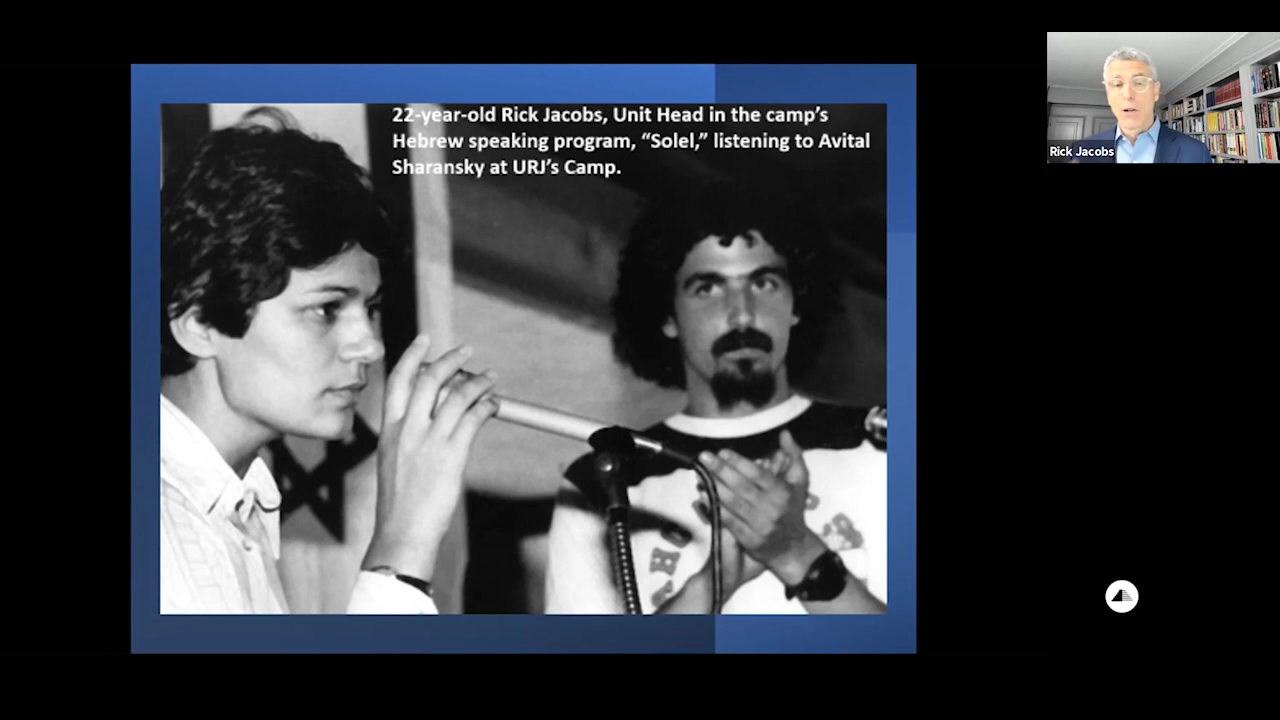 22-year-old Rick Jacobs, Unit Head in the camp's
Hebrew speaking program, “Solel,” listening to Avital
Sharansky at URJ's Camp.
Rick Jacobs